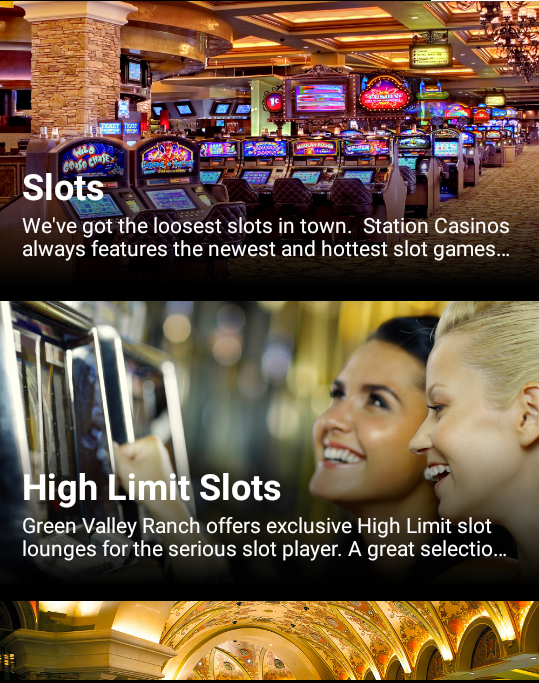 Slots
We've got the loosest slots in town.  Station Casinos
always features the newest and hottest slot games...
High Limit Slots
Green Valley Ranch offers exclusive High Limit slot
lounges for the serious slot player. A great selectio...